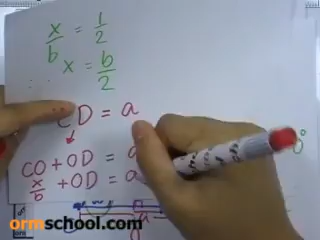 x/b = 1/2
x = b/2
CD = a
CO + OD = a
x/b + OD = a
a
ormschool.com